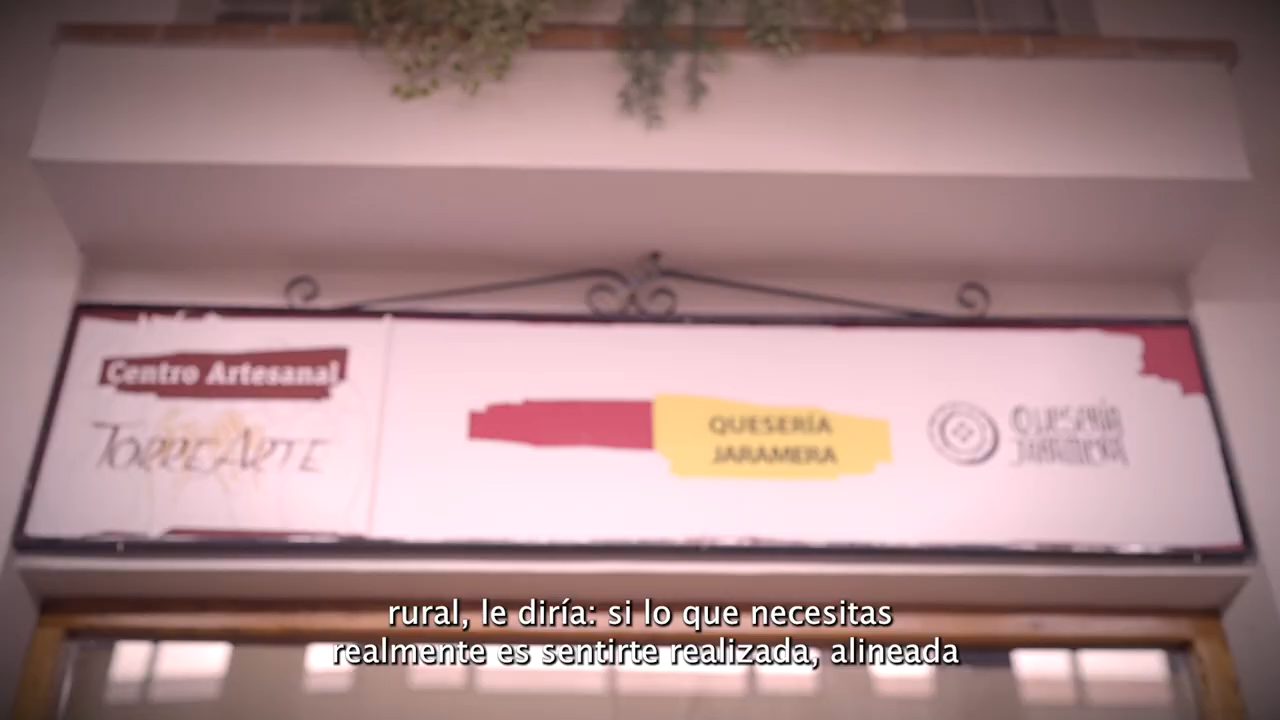 Centro Artesanal
TORREARTE
QUESERÍA
JARAMERA
QUESERÍA
JARAMERA
rural, le diría: si lo que necesitas
realmente es sentirte realizada, alineada